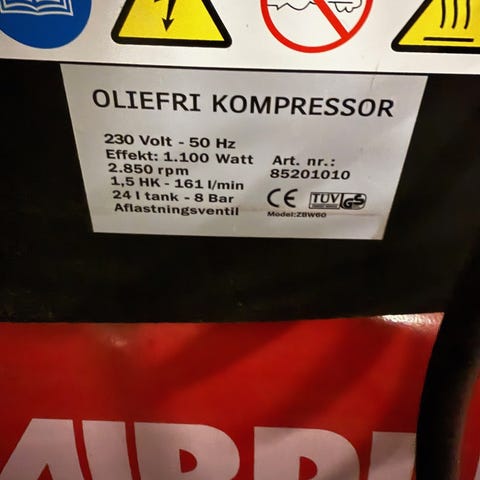 OLIEFRI KOMPRESSOR
230 Volt - 50 Hz
Effekt: 1.100 Watt
2.850 rpm
1,5 HK - 161 l/min
24 l tank - 8 Bar
Aflastningsventil
Art. nr.:
85201010
CE TÜV GS
Model:ZBW60